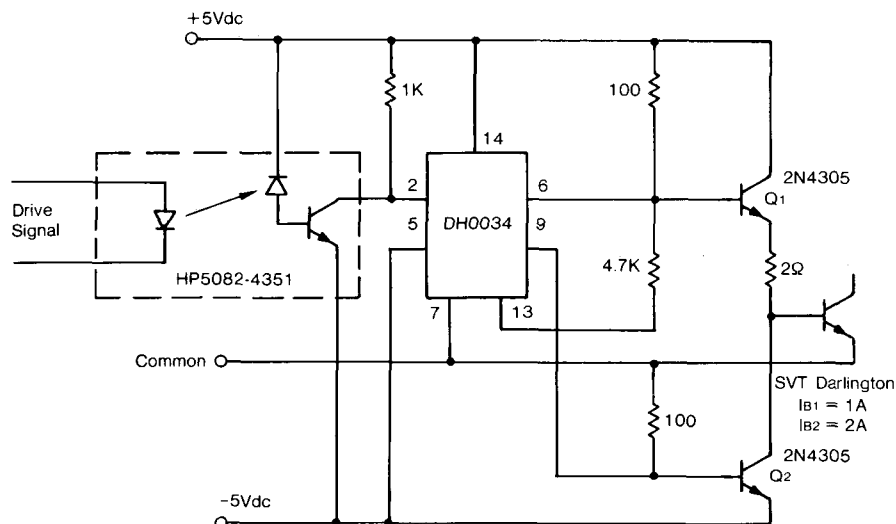 +5Vdc
1K
100
14
2N4305
Q1
2
6
5
9
DH0034
Drive
Signal
HP5082-4351
4.7K
2Ω
7
13
Common
SVT Darlington
IB1 = 1A
IB2 = 2A
100
2N4305
Q2
-5Vdc